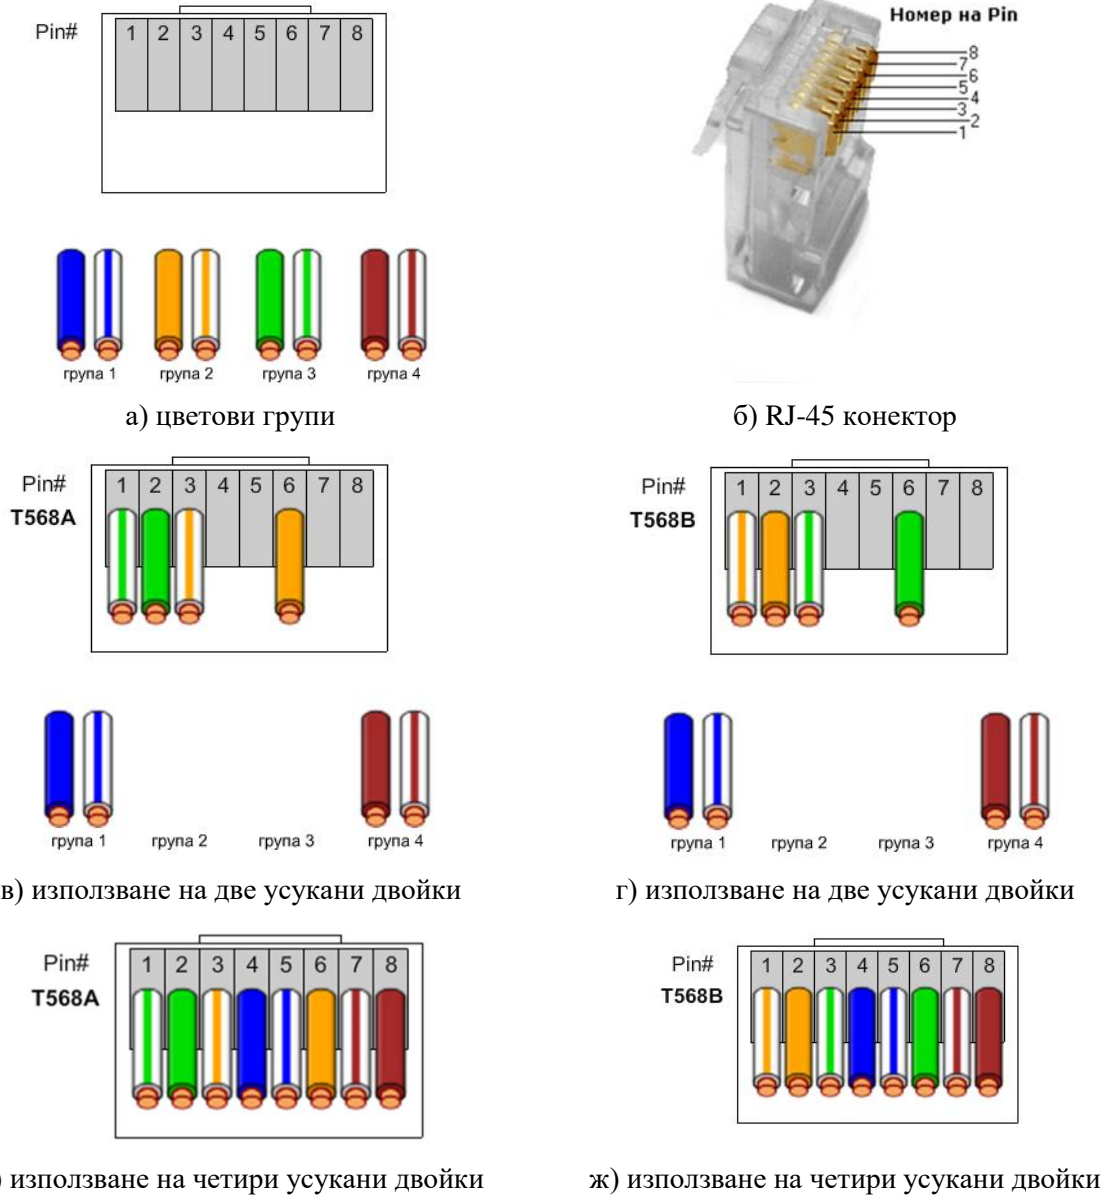 Pin# 1 2 3 4 5 6 7 8
група 1 група 2 група 3 група 4
а) цветови групи
Номер на Pin
8
7
6
5
4
3
2
1
б) RJ-45 конектор
Pin# 1 2 3 4 5 6 7 8
T568A
група 1 група 2 група 3 група 4
в) използване на две усукани двойки
Pin# 1 2 3 4 5 6 7 8
T568B
група 1 група 2 група 3 група 4
г) използване на две усукани двойки
Pin# 1 2 3 4 5 6 7 8
T568A
) използване на четири усукани двойки
Pin# 1 2 3 4 5 6 7 8
T568B
ж) използване на четири усукани двойки